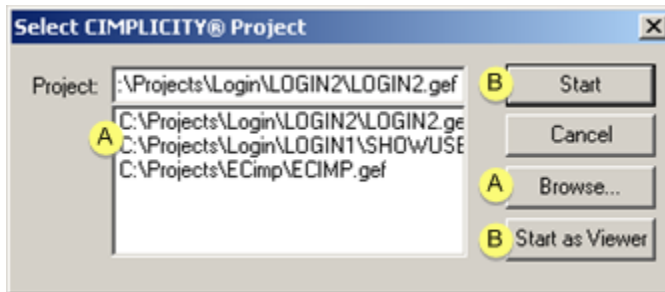 Select CIMPLICITY® Project
Project: :\Projects\Login\LOGIN2\LOGIN2.gef
B Start
A C:\Projects\Login\LOGIN2\LOGIN2.ge
C:\Projects\Login\LOGIN1\SHOWUSE
C:\Projects\ECimp\ECIMP.gef
Cancel
A Browse...
B Start as Viewer